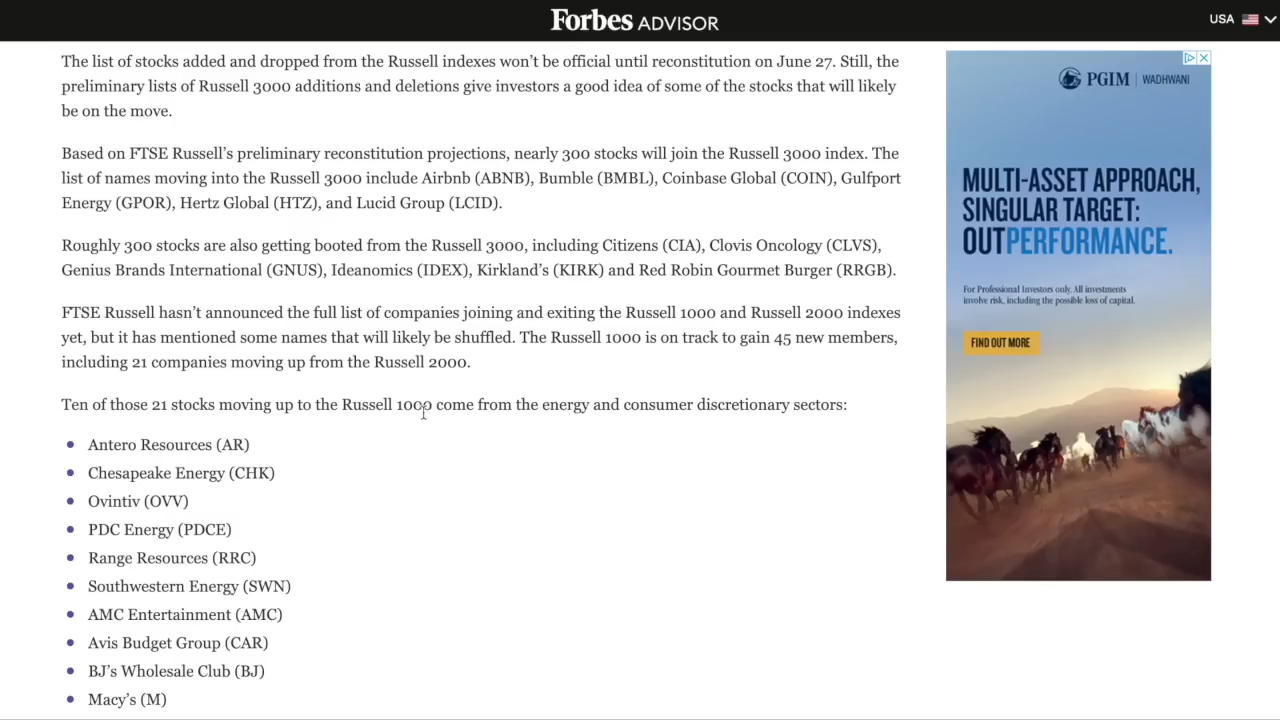 Forbes ADVISOR
USA
The list of stocks added and dropped from the Russell indexes won't be official until reconstitution on June 27. Still, the
preliminary lists of Russell 3000 additions and deletions give investors a good idea of some of the stocks that will likely
be on the move.
Based on FTSE Russell's preliminary reconstitution projections, nearly 300 stocks will join the Russell 3000 index. The
list of names moving into the Russell 3000 include Airbnb (ABNB), Bumble (BMBL), Coinbase Global (COIN), Gulfport
Energy (GPOR), Hertz Global (HTZ), and Lucid Group (LCID).
Roughly 300 stocks are also getting booted from the Russell 3000, including Citizens (CIA), Clovis Oncology (CLVS),
Genius Brands International (GNUS), Ideanomics (IDEX), Kirkland's (KIRK) and Red Robin Gourmet Burger (RRGB).
FTSE Russell hasn't announced the full list of companies joining and exiting the Russell 1000 and Russell 2000 indexes
yet, but it has mentioned some names that will likely be shuffled. The Russell 1000 is on track to gain 45 new members,
including 21 companies moving up from the Russell 2000.
Ten of those 21 stocks moving up to the Russell 1000 come from the energy and consumer discretionary sectors:
Antero Resources (AR)
Chesapeake Energy (CHK)
Ovintiv (OVV)
PDC Energy (PDCE)
Range Resources (RRC)
Southwestern Energy (SWN)
AMC Entertainment (AMC)
Avis Budget Group (CAR)
BJ's Wholesale Club (BJ)
Macy's (M)
PGIM | WADHWANI
MULTI-ASSET APPROACH,
SINGULAR TARGET:
OUTPERFORMANCE.
For Professional Investors only. All investments
involve risk, including the possible loss of capital.
FIND OUT MORE